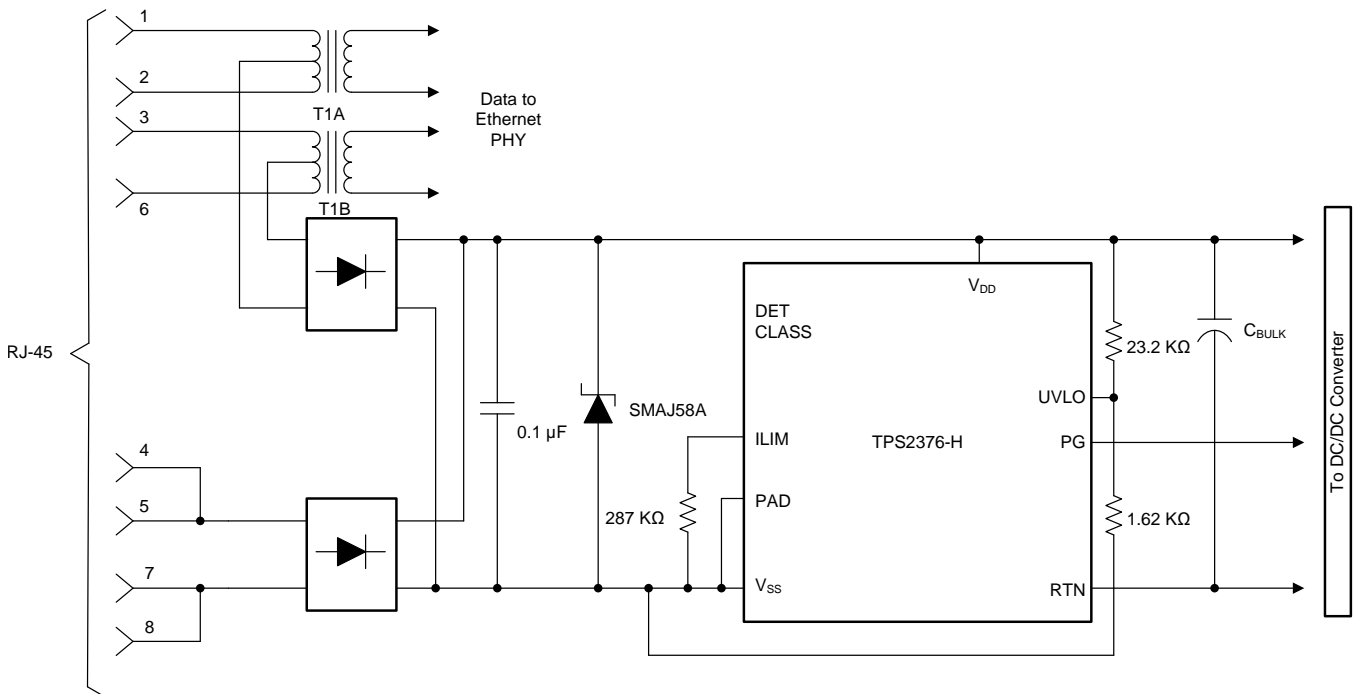 1
2
T1A
3
6
T1B
Data to
Ethernet
PHY
RJ-45
4
5
7
8
0.1 µF
SMAJ58A
287 KΩ
VDD
DET
CLASS
ILIM
TPS2376-H
PAD
VSS
UVLO
PG
RTN
23.2 KΩ
1.62 KΩ
CBULK
To DC/DC Converter